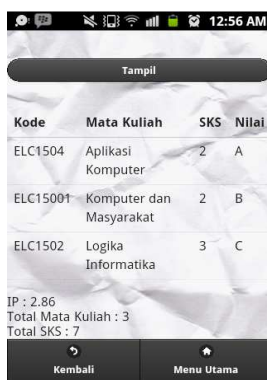 12:56 AM
Tampil
Kode Mata Kuliah SKS Nilai
ELC1504 Aplikasi 2 A
Komputer
ELC15001 Komputer dan 2 B
Masyarakat
ELC1502 Logika 3 C
Informatika
IP : 2.86
Total Mata Kuliah : 3
Total SKS : 7
Kembali Menu Utama